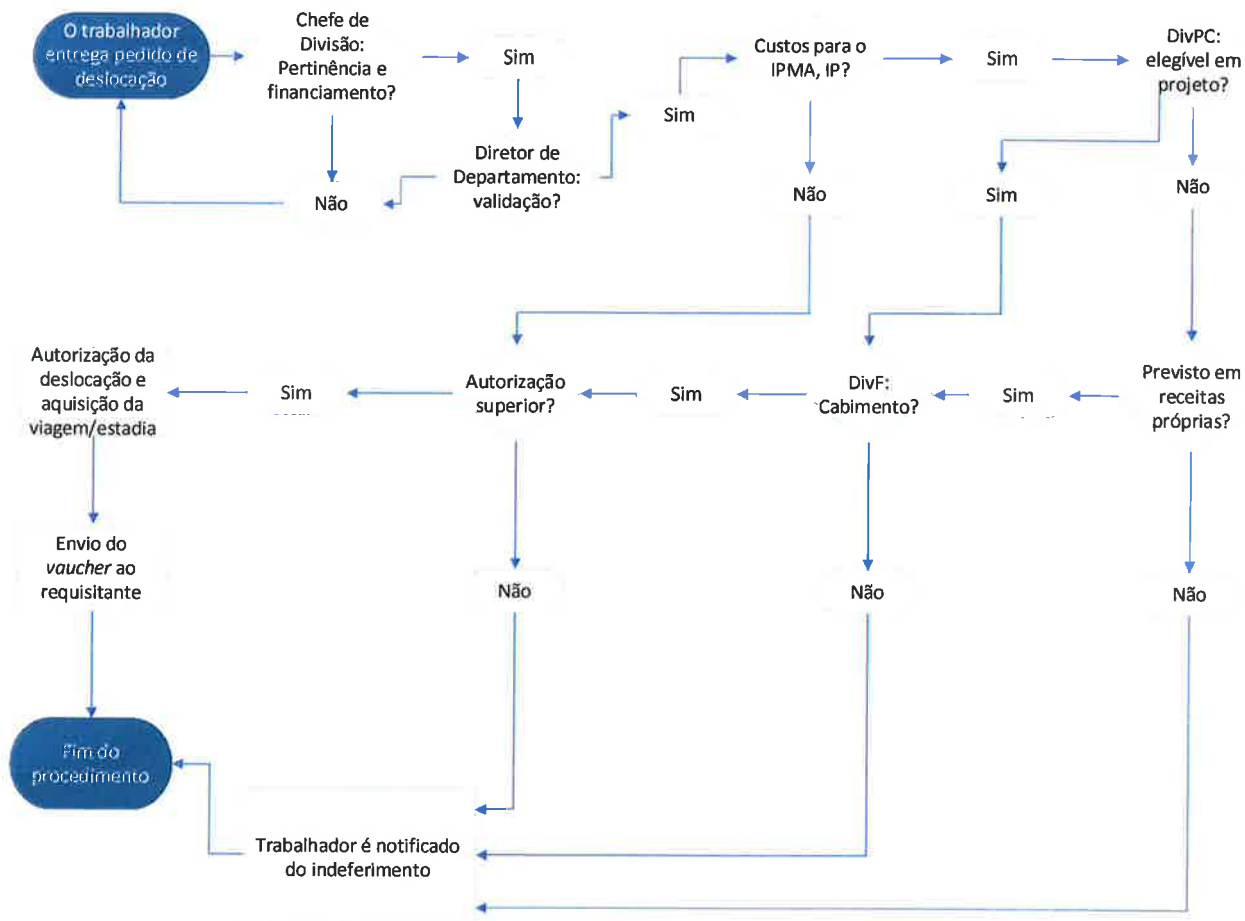 O trabalhador
entrega pedido de
deslocação
Chefe de
Divisão:
Pertinência e
financiamento?
Sim
Diretor de
Departamento:
validação?
Não
Sim
Custos para o
IPMA, IP?
Sim
DivPC:
elegível em
projeto?
Não
Sim
Não
Autorização da
deslocação e
aquisição da
viagem/estadia
Sim
Autorização
superior?
Sim
DivF:
Cabimento?
Sim
Previsto em
receitas
próprias?
Envio do
vaucher ao
requisitante
Não
Não
Não
Fim do
procedimento
Trabalhador é notificado
do indeferimento